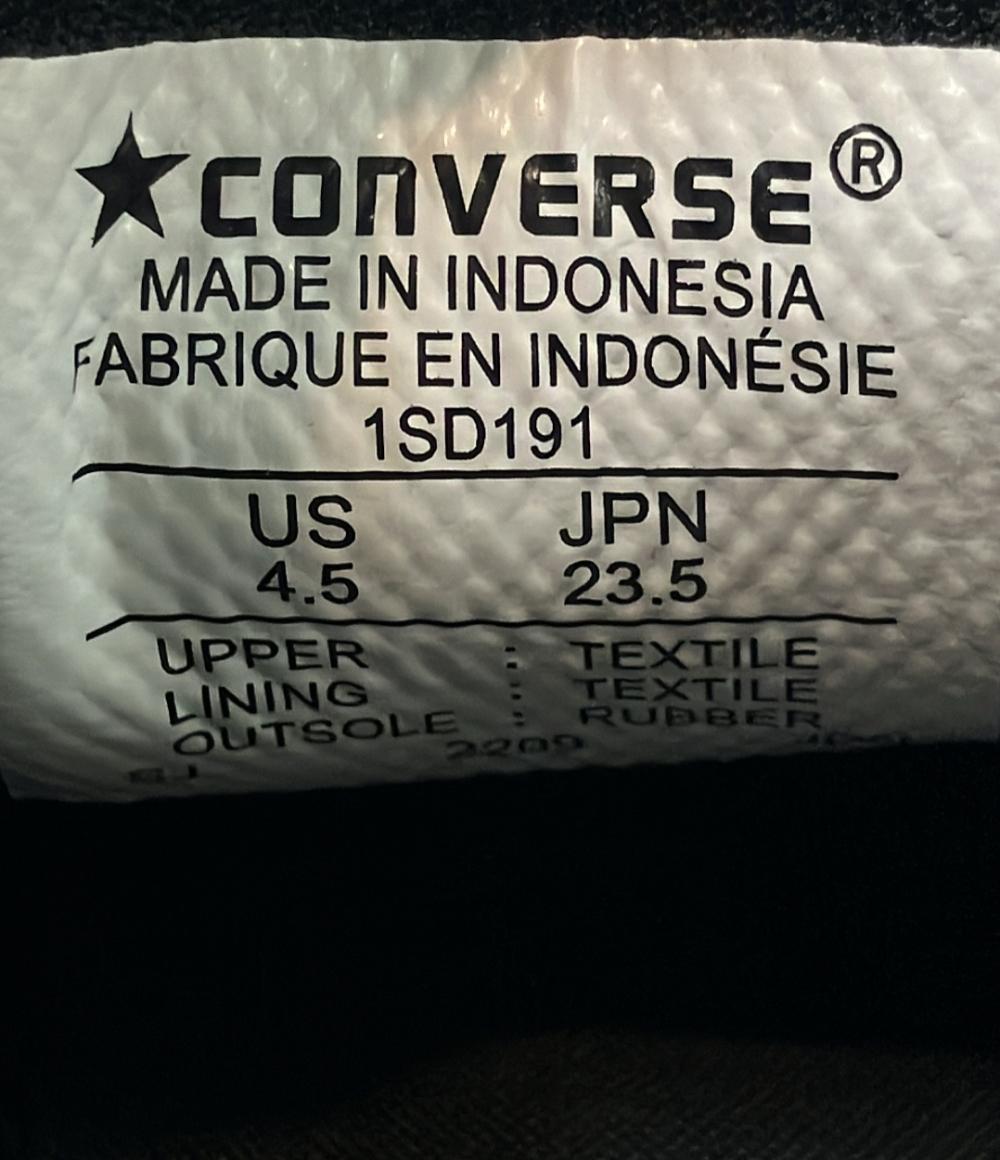 ★CONVERSE®
MADE IN INDONESIA
FABRIQUE EN INDONÉSIE
1SD191
US JPN
4.5 23.5
UPPER : TEXTILE
LINING : TEXTILE
OUTSOLE : RUBBER
2209